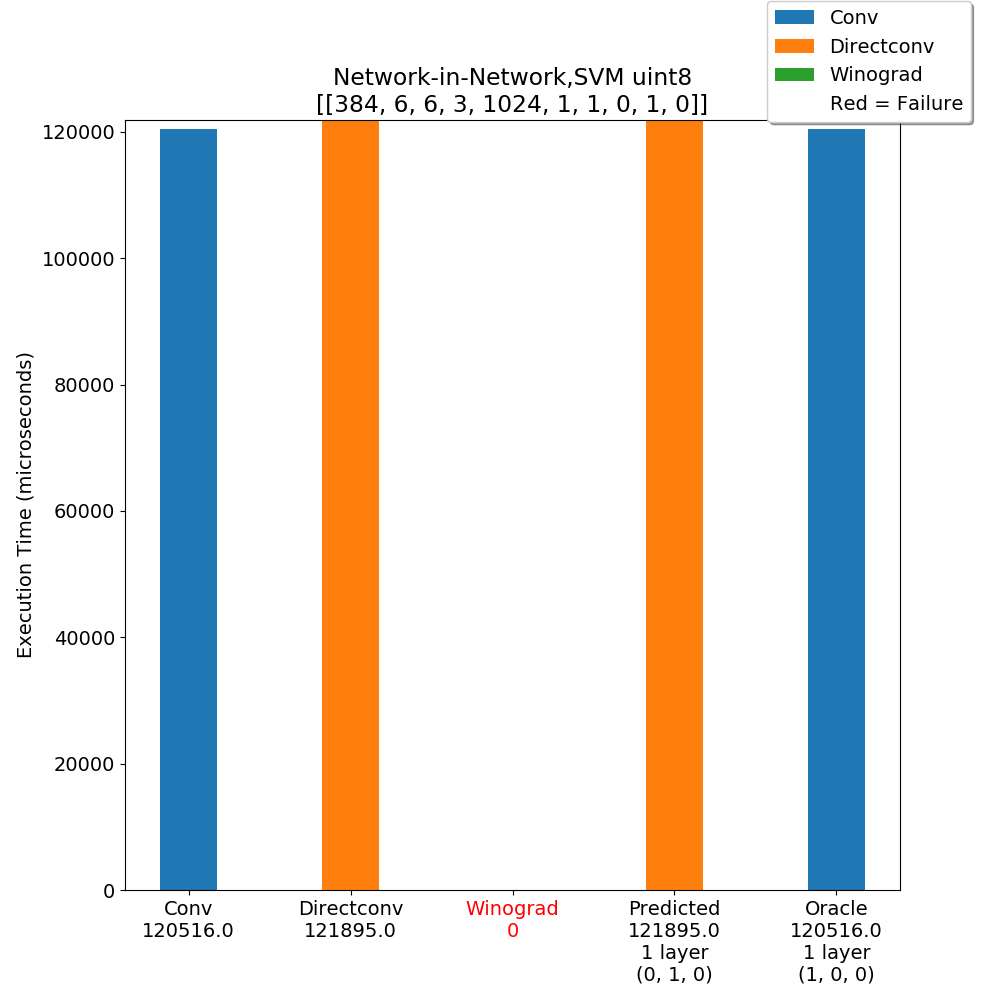 Conv
Directconv
Winograd
Red = Failure
Network-in-Network,SVM uint8
[[384, 6, 6, 3, 1024, 1, 1, 0, 1, 0]]
Execution Time (microseconds)
120000
100000
80000
60000
40000
20000
0
Conv
120516.0
Directconv
121895.0
Winograd
0
Predicted
121895.0
1 layer
(0, 1, 0)
Oracle
120516.0
1 layer
(1, 0, 0)